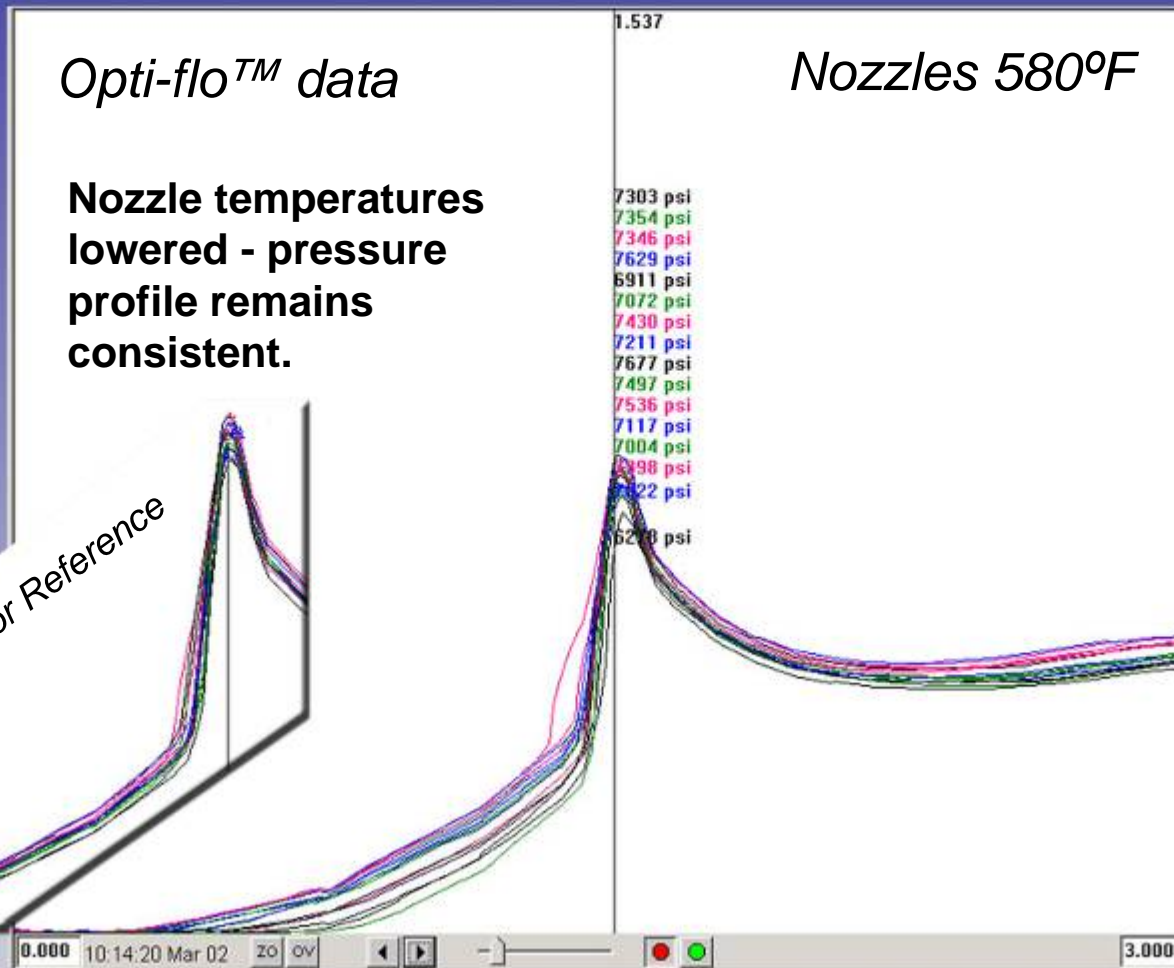 1.537
Opti-flo™ data
Nozzles 580ºF
Nozzle temperatures
lowered - pressure
profile remains
consistent.
7303 psi
7354 psi
7346 psi
7629 psi
6911 psi
7072 psi
7430 psi
7211 psi
7677 psi
7497 psi
7536 psi
7117 psi
7004 psi
psi
psi
psi
Reference
0.000 10:14:20 Mar 02 ZO OV
3.000